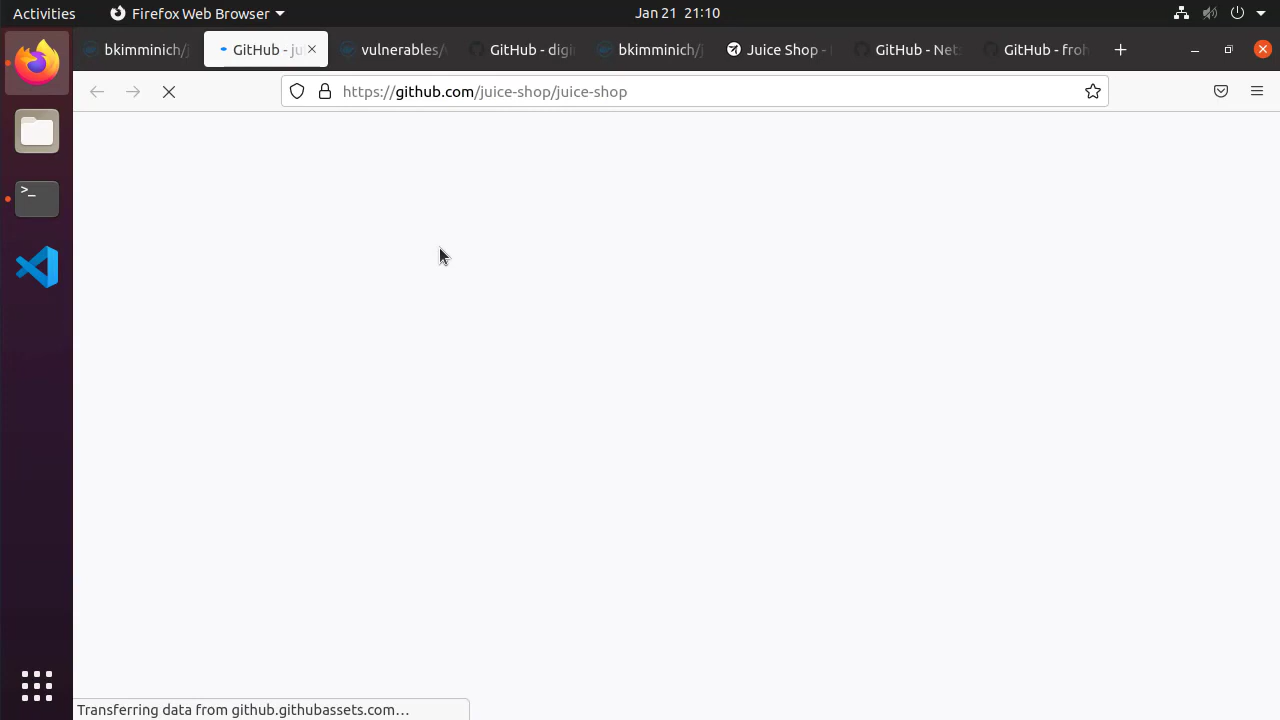 Activities
Firefox Web Browser
Jan 21 21:10
bkimminich/j
GitHub - ju
vulnerables/
GitHub - digi
bkimminich/j
Juice Shop -
GitHub - Net
GitHub - froh
https://github.com/juice-shop/juice-shop
>_
Transferring data from github.githubassets.com…